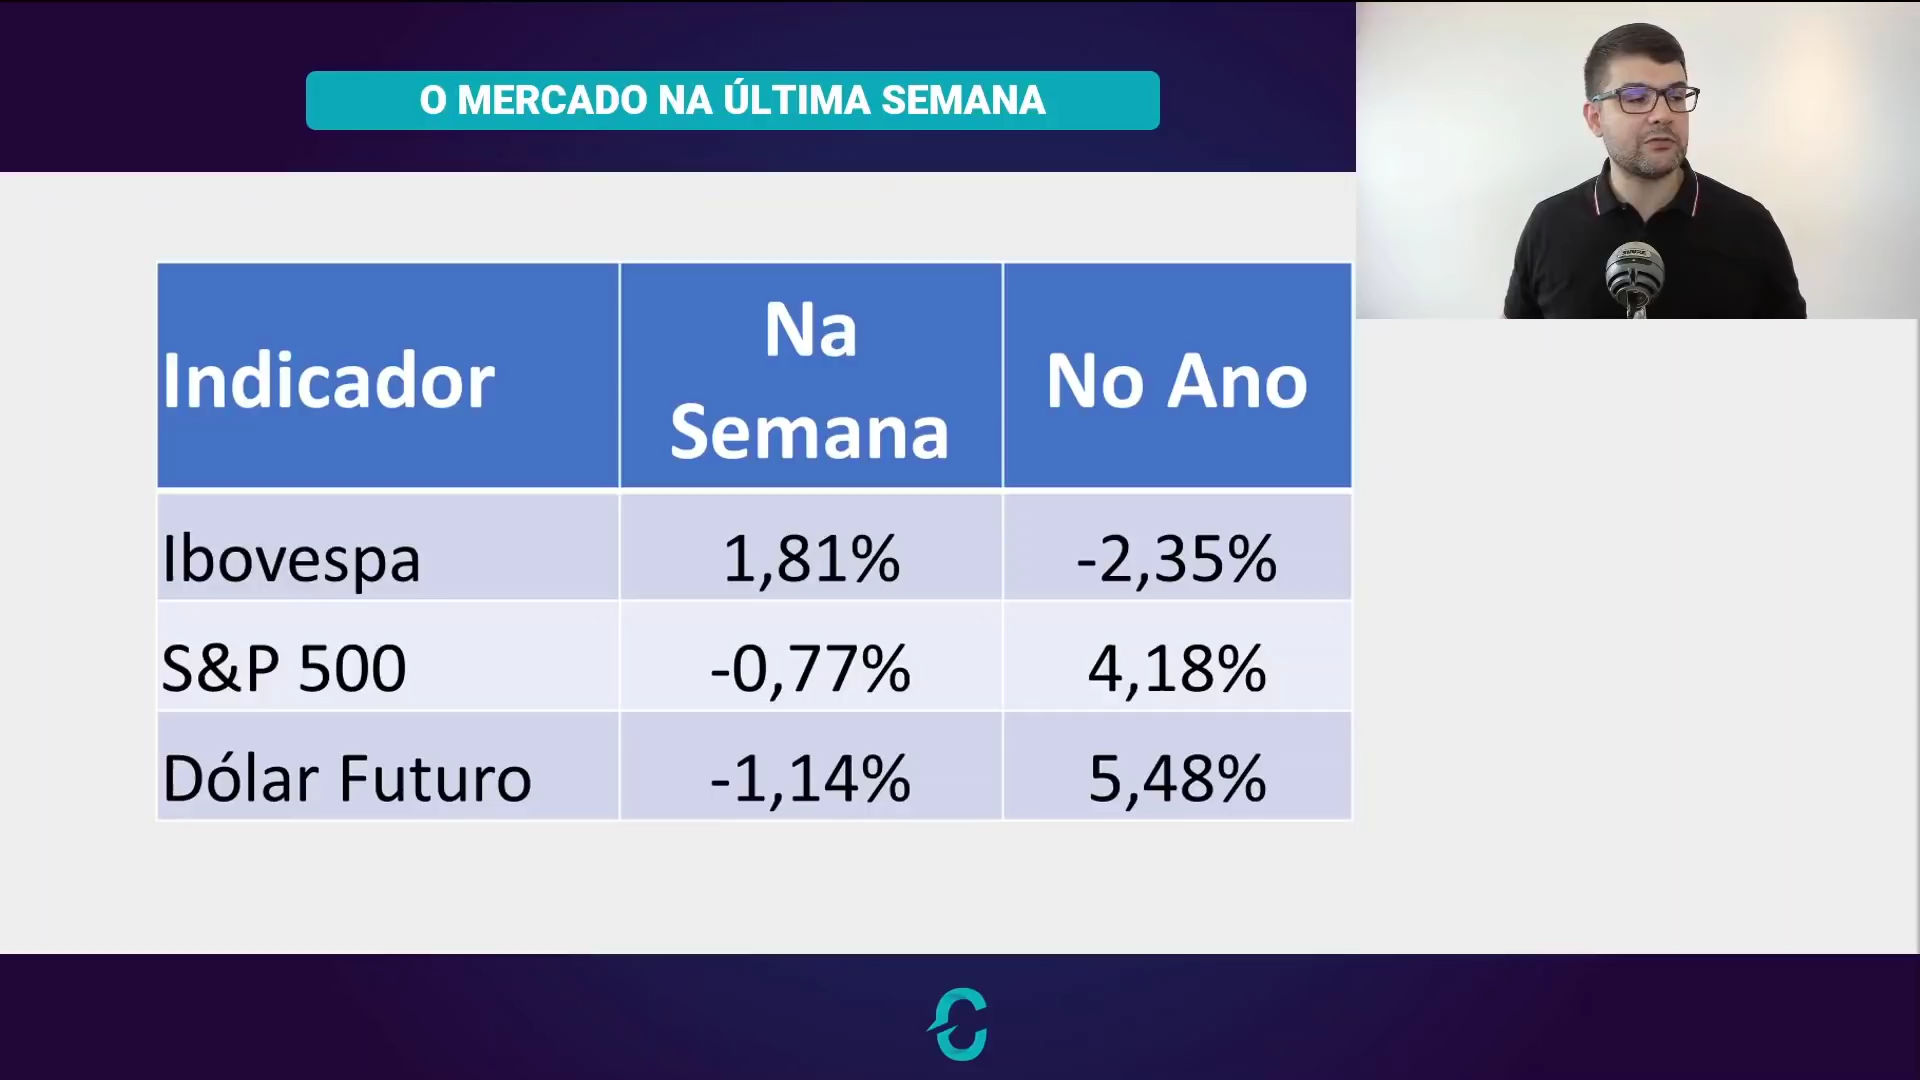 O MERCADO NA ÚLTIMA SEMANA
Indicador
Na
Semana
No Ano
Ibovespa 1,81% -2,35%
S&P 500 -0,77% 4,18%
Dólar Futuro -1,14% 5,48%